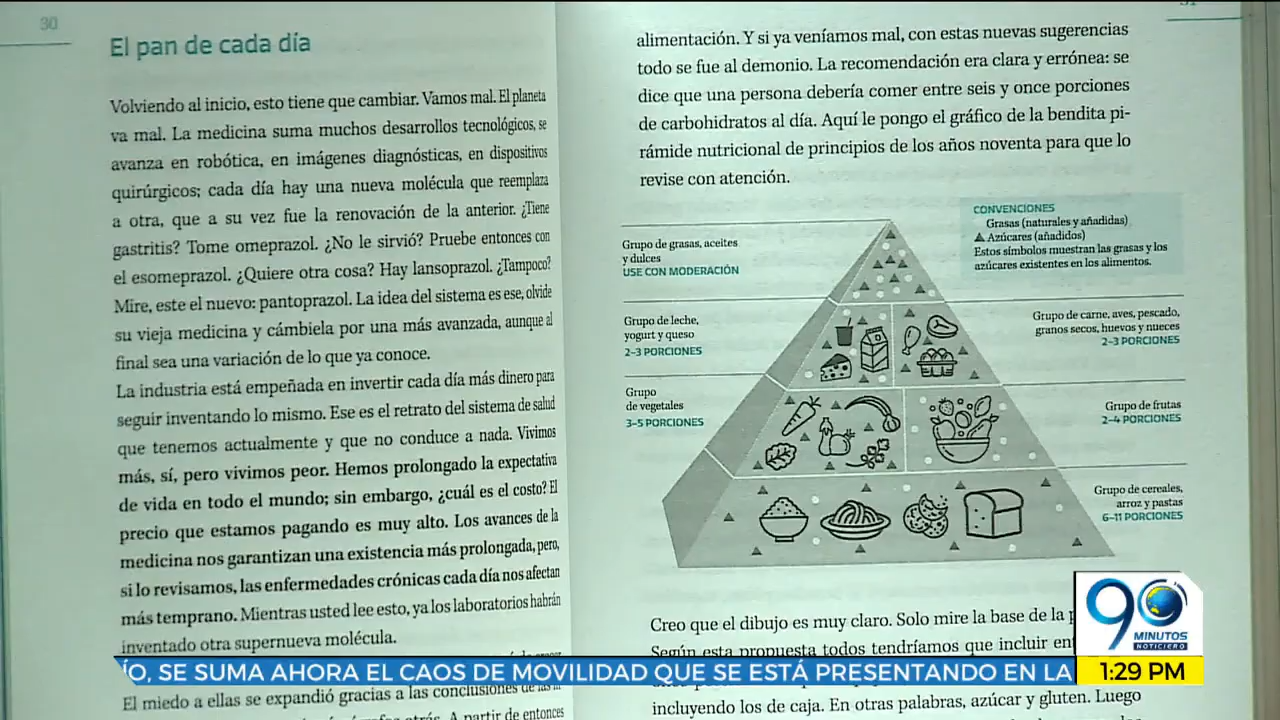 30
El pan de cada día
Volviendo al inicio, esto tiene que cambiar. Vamos mal. El planeta
va mal. La medicina suma muchos desarrollos tecnológicos, se
avanza en robótica, en imágenes diagnósticas, en dispositivos
quirúrgicos; cada día hay una nueva molécula que reemplaza
a otra, que a su vez fue la renovación de la anterior. ¿Tiene
gastritis? Tome omeprazol. ¿No le sirvió? Pruebe entonces con
el esomeprazol. ¿Quiere otra cosa? Hay lansoprazol. ¿Tampoco?
Mire, este el nuevo: pantoprazol. La idea del sistema es ese, olvide
su vieja medicina y cámbiela por una más avanzada, aunque al
final sea una variación de lo que ya conoce.
La industria está empeñada en invertir cada día más dinero para
seguir inventando lo mismo. Ese es el retrato del sistema de salud
que tenemos actualmente y que no conduce a nada. Vivimos
más, sí, pero vivimos peor. Hemos prolongado la expectativa
de vida en todo el mundo; sin embargo, ¿cuál es el costo? El
precio que estamos pagando es muy alto. Los avances de la
medicina nos garantizan una existencia más prolongada, pero,
si lo revisamos, las enfermedades crónicas cada día nos afectan
más temprano. Mientras usted lee esto, ya los laboratorios habrán
inventado otra supernueva molécula.
El miedo a ellas se expandió gracias a las conclusiones de
A partir de entonces
alimentación. Y si ya veníamos mal, con estas nuevas sugerencias
todo se fue al demonio. La recomendación era clara y errónea: se
dice que una persona debería comer entre seis y once porciones
de carbohidratos al día. Aquí le pongo el gráfico de la bendita pi-
rámide nutricional de principios de los años noventa para que lo
revise con atención.
CONVENCIONES
Grasas (naturales y añadidas)
Azúcares (añadidos)
Estos símbolos muestran las grasas y los
azúcares existentes en los alimentos.
Grupo de grasas, aceites
y dulces
USE CON MODERACIÓN
Grupo de leche,
yogurt y queso
2-3 PORCIONES
Grupo de carne, aves, pescado,
granos secos, huevos y nueces
2-3 PORCIONES
Grupo
de vegetales
3-5 PORCIONES
Grupo de frutas
2-4 PORCIONES
Grupo de cereales,
arroz y pastas
6-11 PORCIONES
Creo que el dibujo es muy claro. Solo mire la base de la
Según esta propuesta todos tendríamos que incluir
incluyendo los de caja. En otras palabras, azúcar y gluten. Luego
90
MINUTOS
NOTICIERO
ÍO, SE SUMA AHORA EL CAOS DE MOVILIDAD QUE SE ESTÁ PRESENTANDO EN LA
1:29 PM